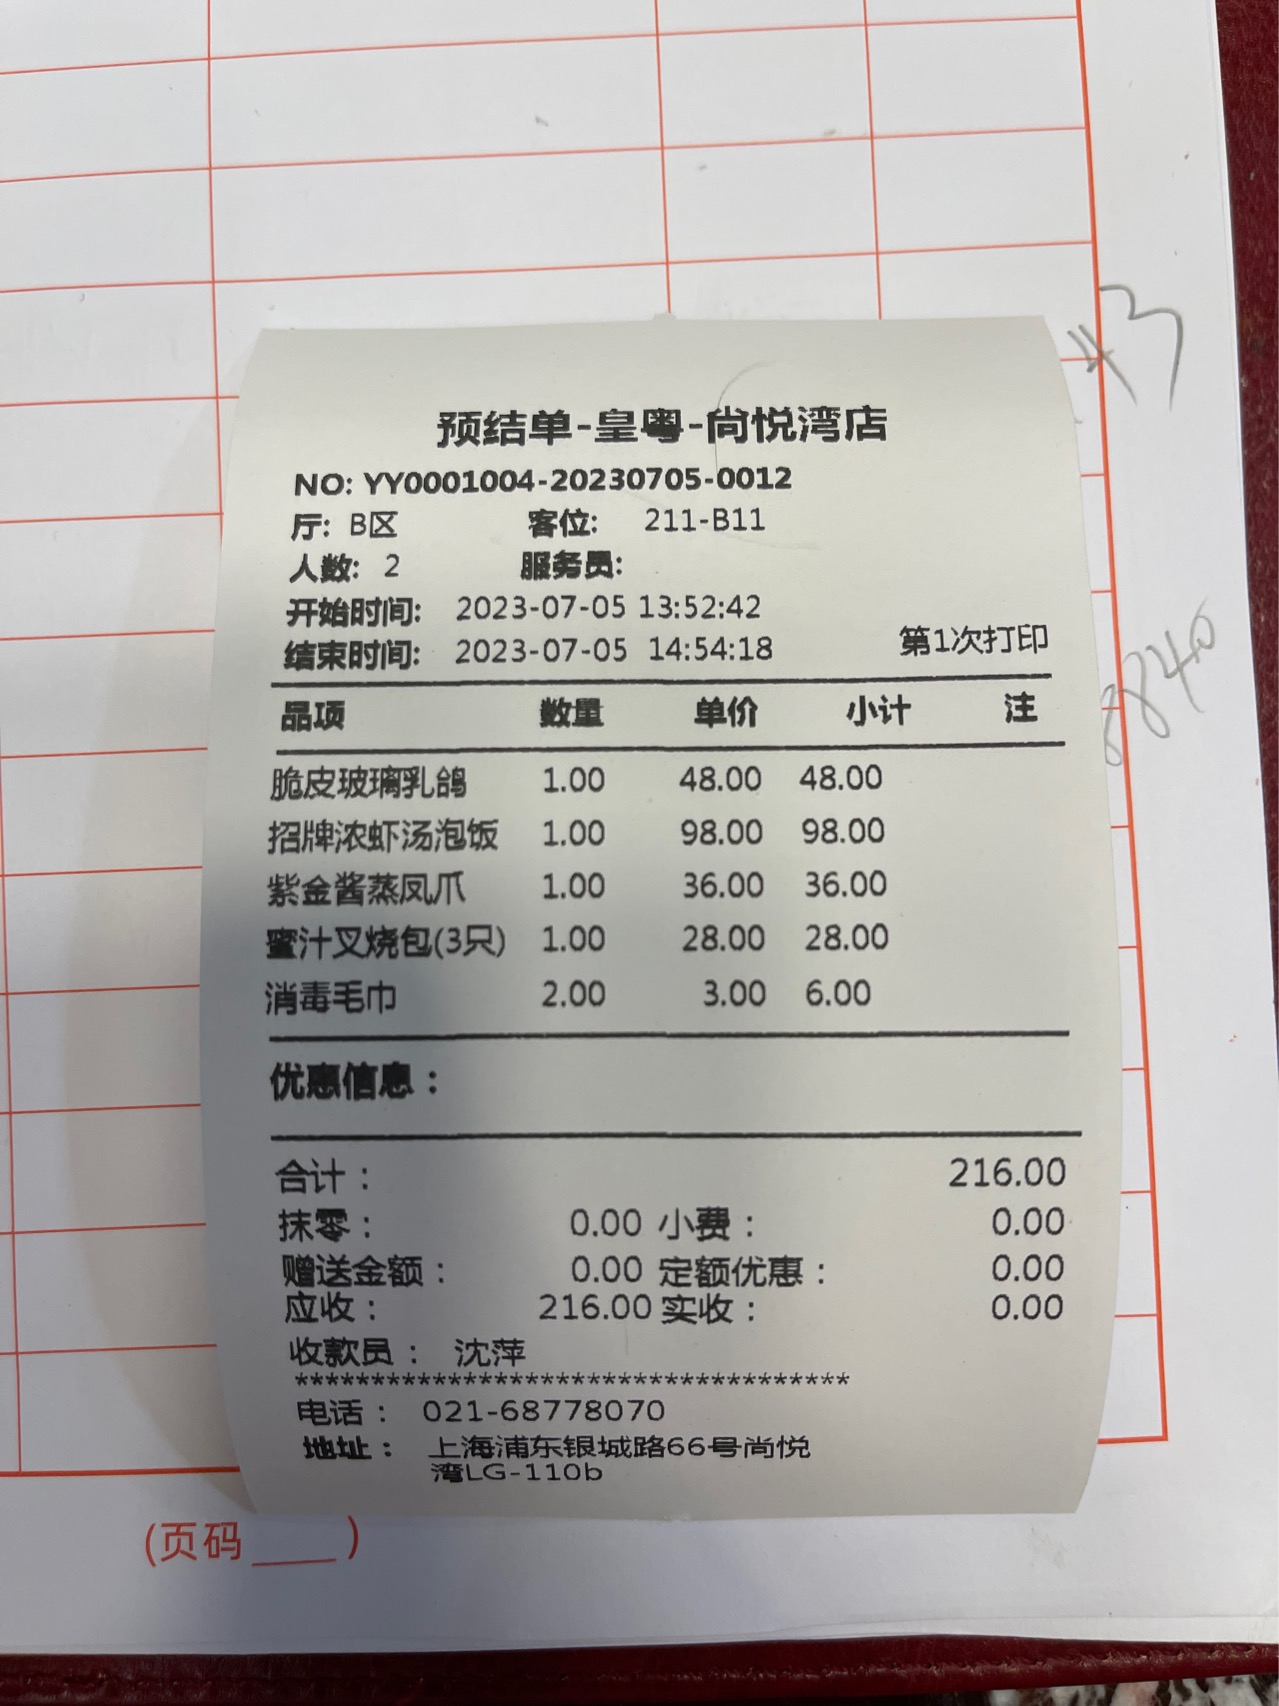 预结单-皇粤-尚悦湾店
NO: YY0001004-20230705-0012
厅: B区 客位: 211-B11
人数: 2 服务员:
开始时间: 2023-07-05 13:52:42
结束时间: 2023-07-05 14:54:18 第1次打印
品项 数量 单价 小计 注
脆皮玻璃乳鸽 1.00 48.00 48.00
招牌浓虾汤泡饭 1.00 98.00 98.00
紫金酱蒸凤爪 1.00 36.00 36.00
蜜汁叉烧包(3只) 1.00 28.00 28.00
消毒毛巾 2.00 3.00 6.00
优惠信息：
合计： 216.00
抹零： 0.00 小费： 0.00
赠送金额： 0.00 定额优惠： 0.00
应收： 216.00 实收： 0.00
收款员： 沈萍
************************************
电话： 021-68778070
地址： 上海浦东银城路66号尚悦
湾LG-110b
(页码____)